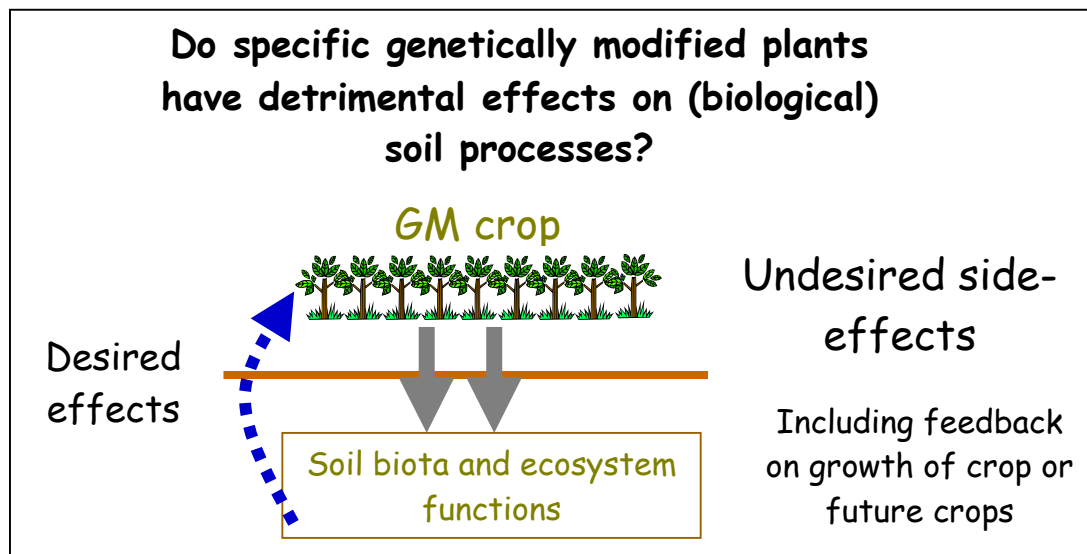 Do specific genetically modified plants
have detrimental effects on (biological)
soil processes?
GM crop
Undesired side-
effects
Desired
effects
Including feedback
on growth of crop or
future crops
Soil biota and ecosystem
functions